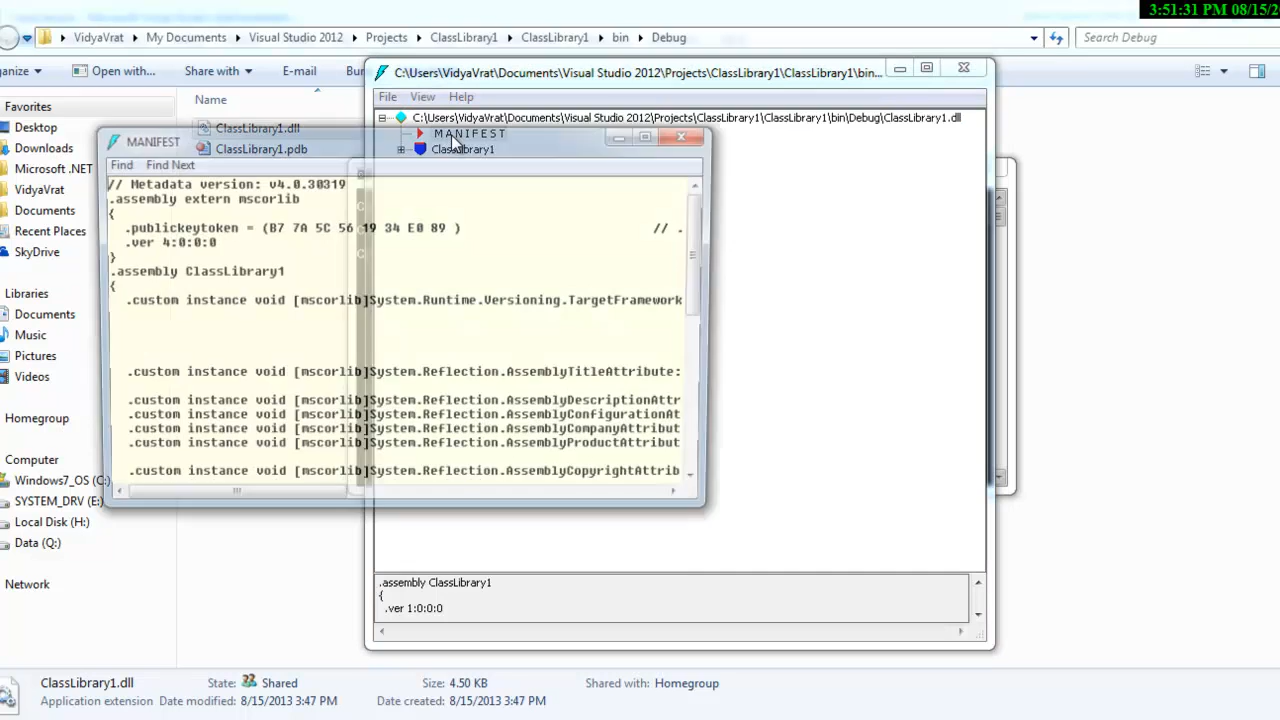 3:51:31 PM 08/15/2
VidyaVrat
My Documents
Visual Studio 2012
Projects
ClassLibrary1
ClassLibrary1
bin
Debug
Search Debug
anize
Open with...
Share with
E-mail
Bur
C:\Users\VidyaVrat\Documents\Visual Studio 2012\Projects\ClassLibrary1\ClassLibrary1\bin...
File View Help
C:\Users\VidyaVrat\Documents\Visual Studio 2012\Projects\ClassLibrary1\ClassLibrary1\bin\Debug\ClassLibrary1.dll
MANIFEST
ClassLibrary1
Favorites
Desktop
Downloads
Microsoft .NET
VidyaVrat
Documents
Recent Places
SkyDrive
Libraries
Documents
Music
Pictures
Videos
Homegroup
Computer
Windows7_OS (C:)
SYSTEM_DRV (E:)
Local Disk (H:)
Data (Q:)
Network
Name
ClassLibrary1.dll
ClassLibrary1.pdb
MANIFEST
Find Find Next
// Metadata version: v4.0.30319
.assembly extern mscorlib
{
.publickeytoken = (B7 7A 5C 56 19 34 E0 89 ) // .
.ver 4:0:0:0
}
.assembly ClassLibrary1
{
.custom instance void [mscorlib]System.Runtime.Versioning.TargetFramework
.custom instance void [mscorlib]System.Reflection.AssemblyTitleAttribute:
.custom instance void [mscorlib]System.Reflection.AssemblyDescriptionAttr
.custom instance void [mscorlib]System.Reflection.AssemblyConfigurationAt
.custom instance void [mscorlib]System.Reflection.AssemblyCompanyAttribut
.custom instance void [mscorlib]System.Reflection.AssemblyProductAttribut
.custom instance void [mscorlib]System.Reflection.AssemblyCopyrightAttrib
.assembly ClassLibrary1
{
.ver 1:0:0:0
ClassLibrary1.dll
State: Shared
Size: 4.50 KB
Shared with: Homegroup
Application extension
Date modified: 8/15/2013 3:47 PM
Date created: 8/15/2013 3:47 PM